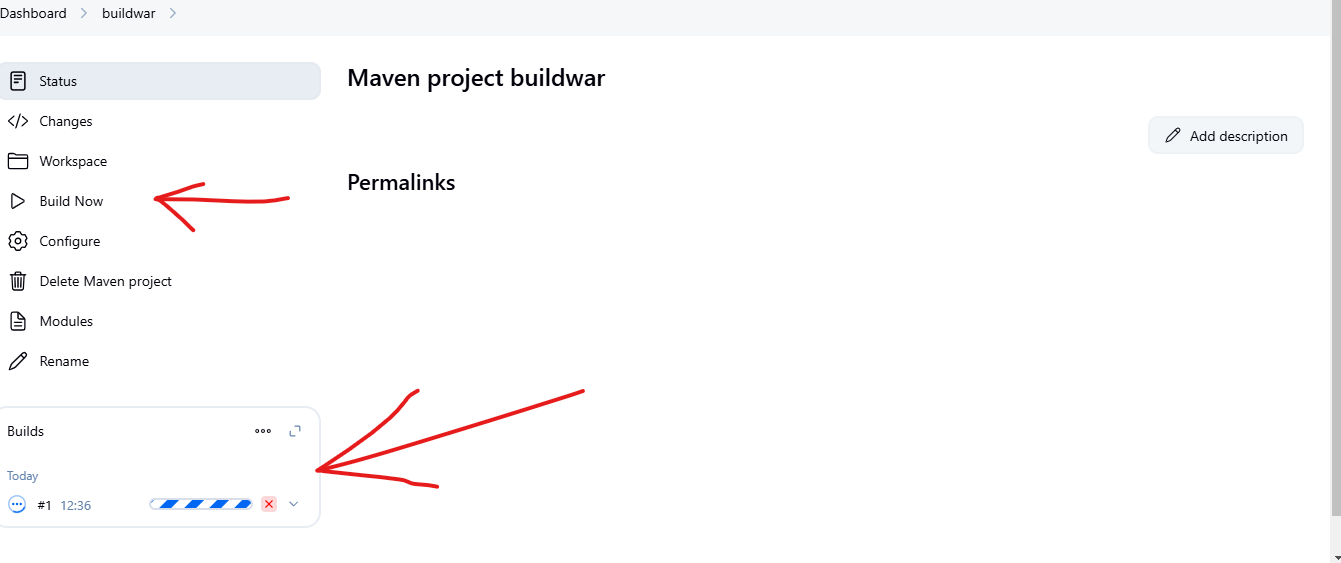 Dashboard buildwar
Status
Changes
Workspace
Build Now
Configure
Delete Maven project
Modules
Rename
Builds
Today
#1 12:36
Maven project buildwar
Add description
Permalinks